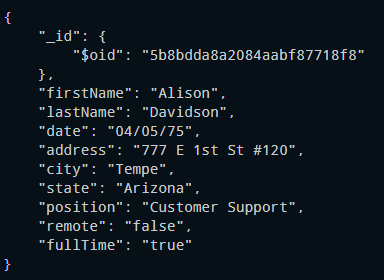 {
"_id": {
"$oid": "5b8bdda8a2084aabf87718f8"
},
"firstName": "Alison",
"lastName": "Davidson",
"date": "04/05/75",
"address": "777 E 1st St #120",
"city": "Tempe",
"state": "Arizona",
"position": "Customer Support",
"remote": "false",
"fullTime": "true"
}